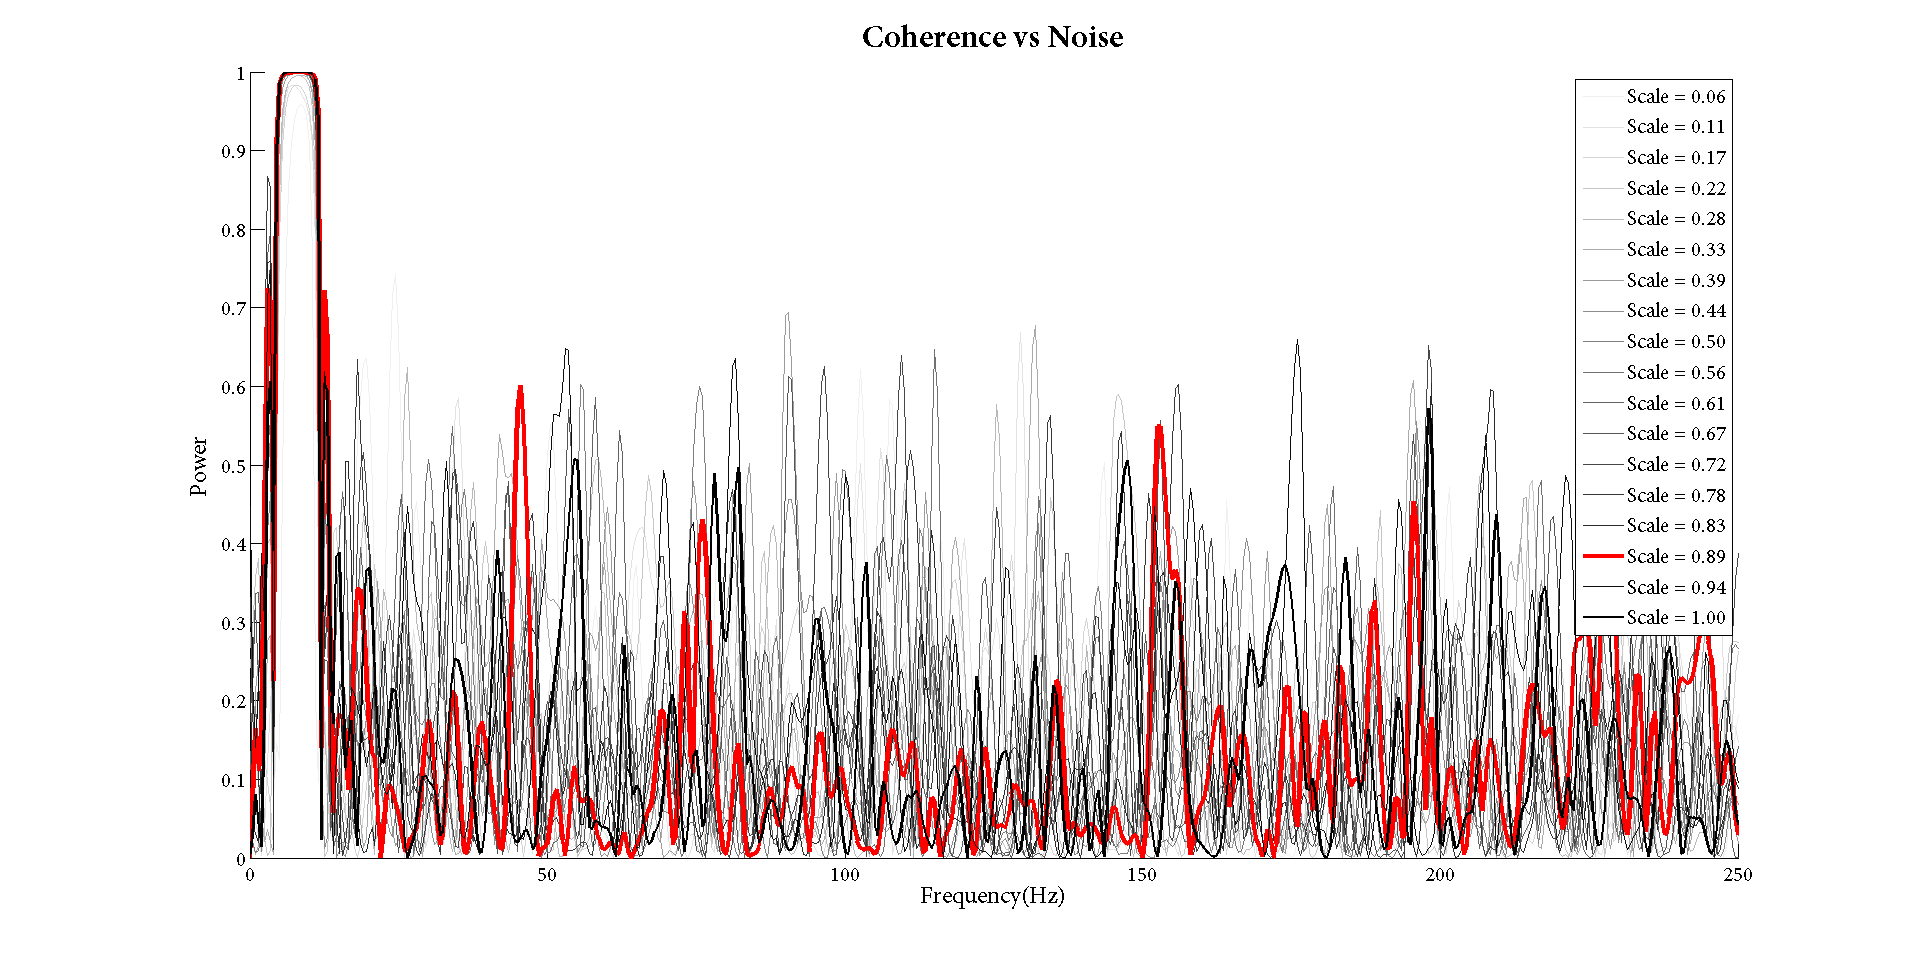 Coherence vs Noise
1
0.9
0.8
0.7
0.6
0.5
0.4
0.3
0.2
0.1
0
Power
0 50 100 150 200 250
Frequency(Hz)
Scale = 0.06
Scale = 0.11
Scale = 0.17
Scale = 0.22
Scale = 0.28
Scale = 0.33
Scale = 0.39
Scale = 0.44
Scale = 0.50
Scale = 0.56
Scale = 0.61
Scale = 0.67
Scale = 0.72
Scale = 0.78
Scale = 0.83
Scale = 0.89
Scale = 0.94
Scale = 1.00